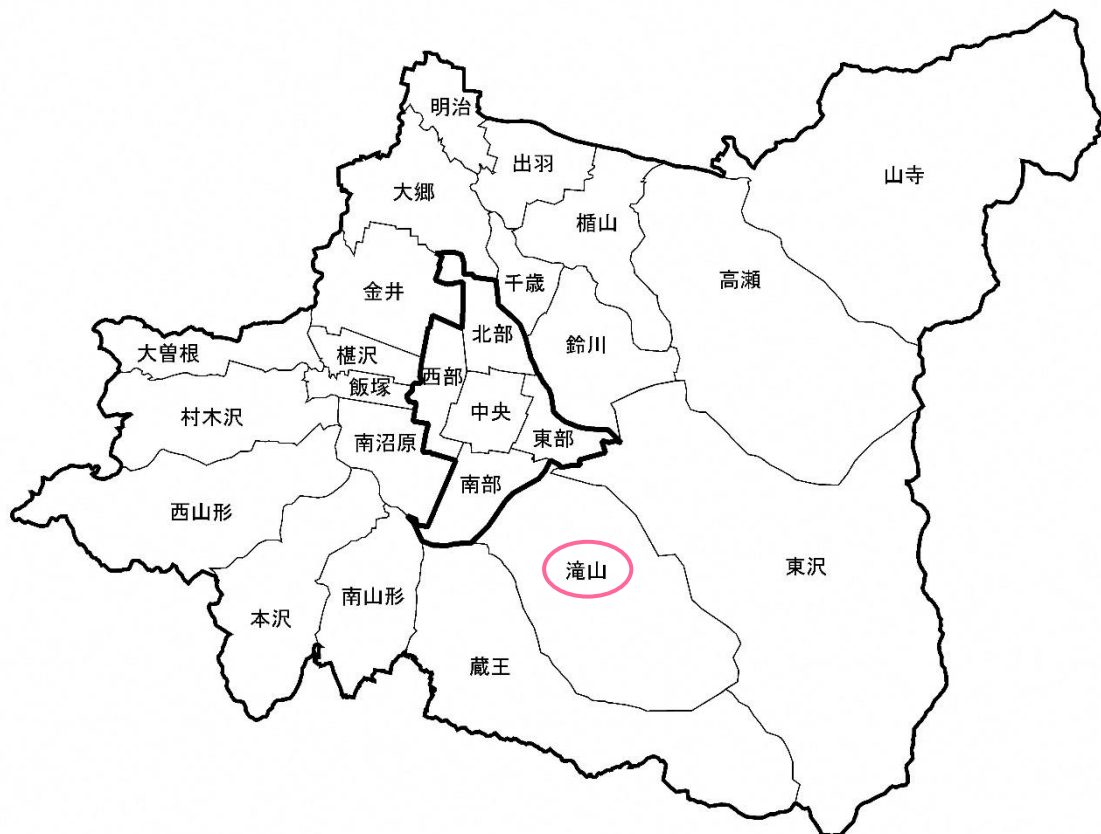 明治
出羽
山寺
大郷
楯山
高瀬
千歳
金井
北部
鈴川
大曽根
椹沢
西部
飯塚
村木沢
中央
南沼原
東部
南部
西山形
滝山
東沢
南山形
本沢
蔵王